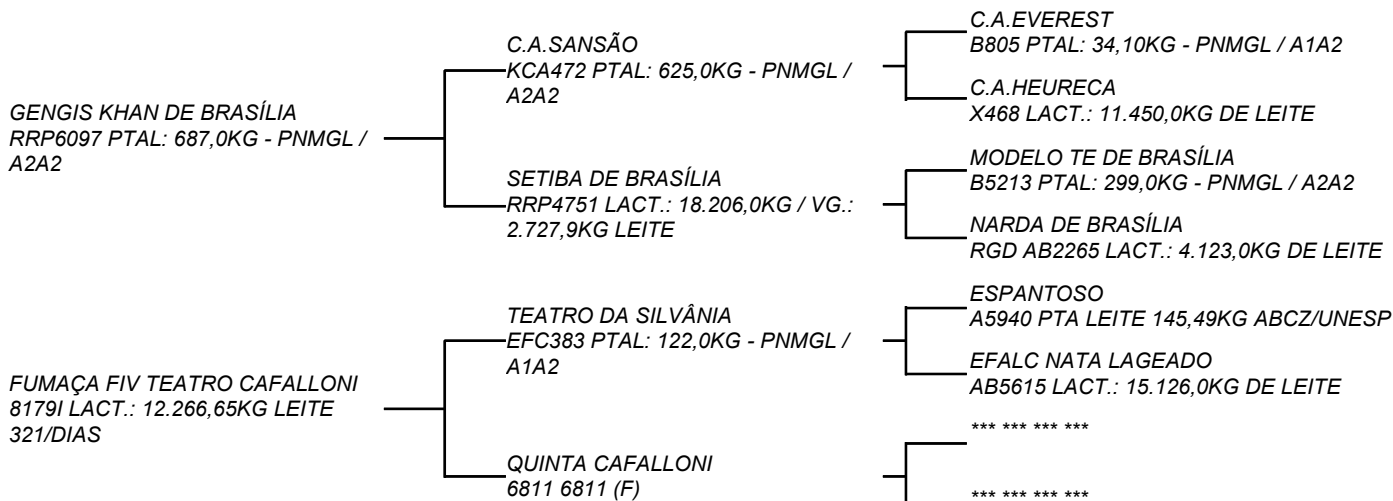 GENGIS KHAN DE BRASÍLIA
RRP6097 PTAL: 687,0KG - PNMGL /
A2A2
FUMAÇA FIV TEATRO CAFALLONI
8179I LACT.: 12.266,65KG LEITE
321/DIAS
C.A.SANSÃO
KCA472 PTAL: 625,0KG - PNMGL /
A2A2
SETIBA DE BRASÍLIA
RRP4751 LACT.: 18.206,0KG / VG.:
2.727,9KG LEITE
TEATRO DA SILVÂNIA
EFC383 PTAL: 122,0KG - PNMGL /
A1A2
QUINTA CAFALLONI
6811 6811 (F)
C.A.EVEREST
B805 PTAL: 34,10KG - PNMGL / A1A2
C.A.HEURECA
X468 LACT.: 11.450,0KG DE LEITE
MODELO TE DE BRASÍLIA
B5213 PTAL: 299,0KG - PNMGL / A2A2
NARDA DE BRASÍLIA
RGD AB2265 LACT.: 4.123,0KG DE LEITE
ESPANTOSO
A5940 PTA LEITE 145,49KG ABCZ/UNESP
EFALC NATA LAGEADO
AB5615 LACT.: 15.126,0KG DE LEITE
*** *** *** ***
*** *** *** ***